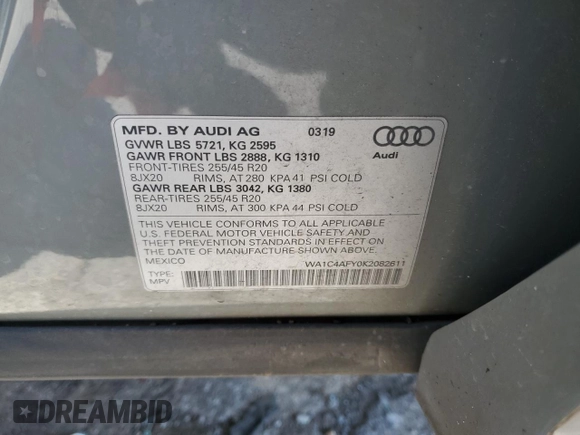 MFD. BY AUDI AG 0319
GVWR LBS 5721, KG 2595
GAWR FRONT LBS 2888, KG 1310
FRONT-TIRES 255/45 R20
8JX20 RIMS, AT 280 KPA 41 PSI COLD
GAWR REAR LBS 3042, KG 1380
REAR-TIRES 255/45 R20
8JX20 RIMS, AT 300 KPA 44 PSI COLD
THIS VEHICLE CONFORMS TO ALL APPLICABLE
U.S. FEDERAL MOTOR VEHICLE SAFETY AND
THEFT PREVENTION STANDARDS IN EFFECT ON
THE DATE OF MANUFACTURE SHOWN ABOVE.
MEXICO
WA1C4AFY0K2082611
TYPE:
MPV
Audi
DREAMBID